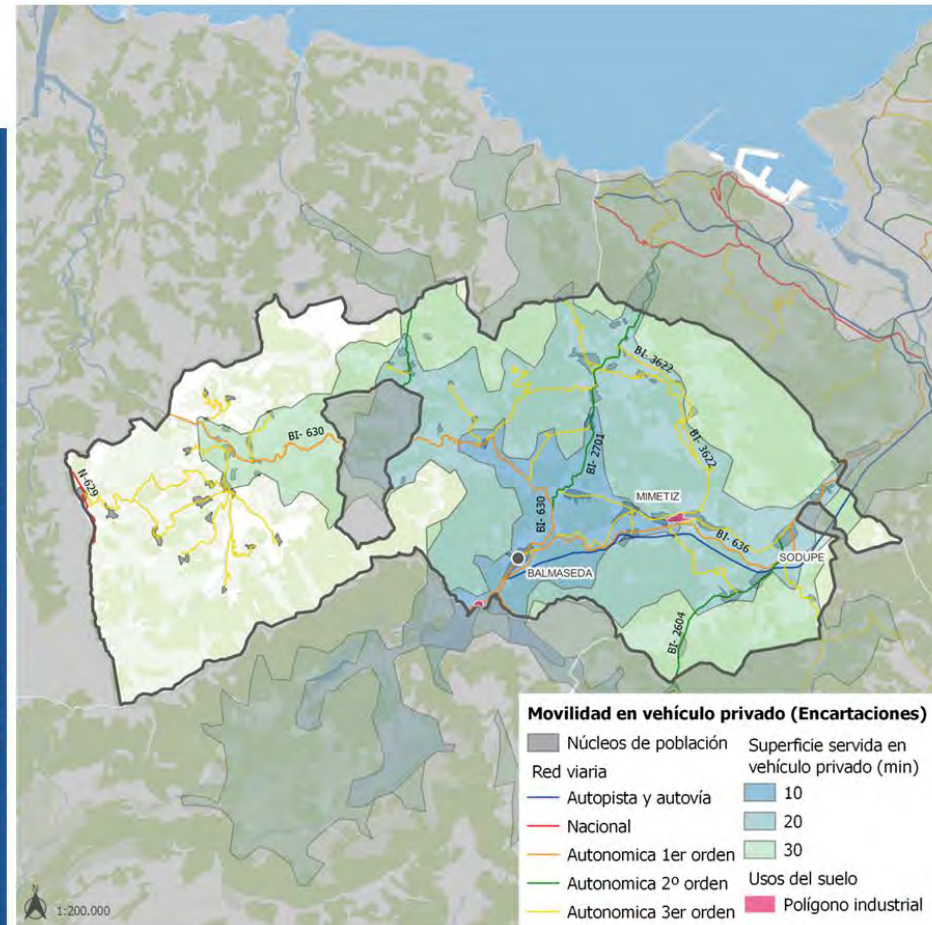 BI- 3622
BI- 630
BI- 2701
BI- 3622
N-629
MIMETIZ
BI- 630
BI- 636
SODUPE
BALMASEDA
BI- 2604
Movilidad en vehículo privado (Encartaciones)
Núcleos de población
Red viaria
Autopista y autovía
Nacional
Autonomica 1er orden
Autonomica 2º orden
Autonomica 3er orden
Superficie servida en
vehículo privado (min)
10
20
30
Usos del suelo
Polígono industrial
N
1:200.000